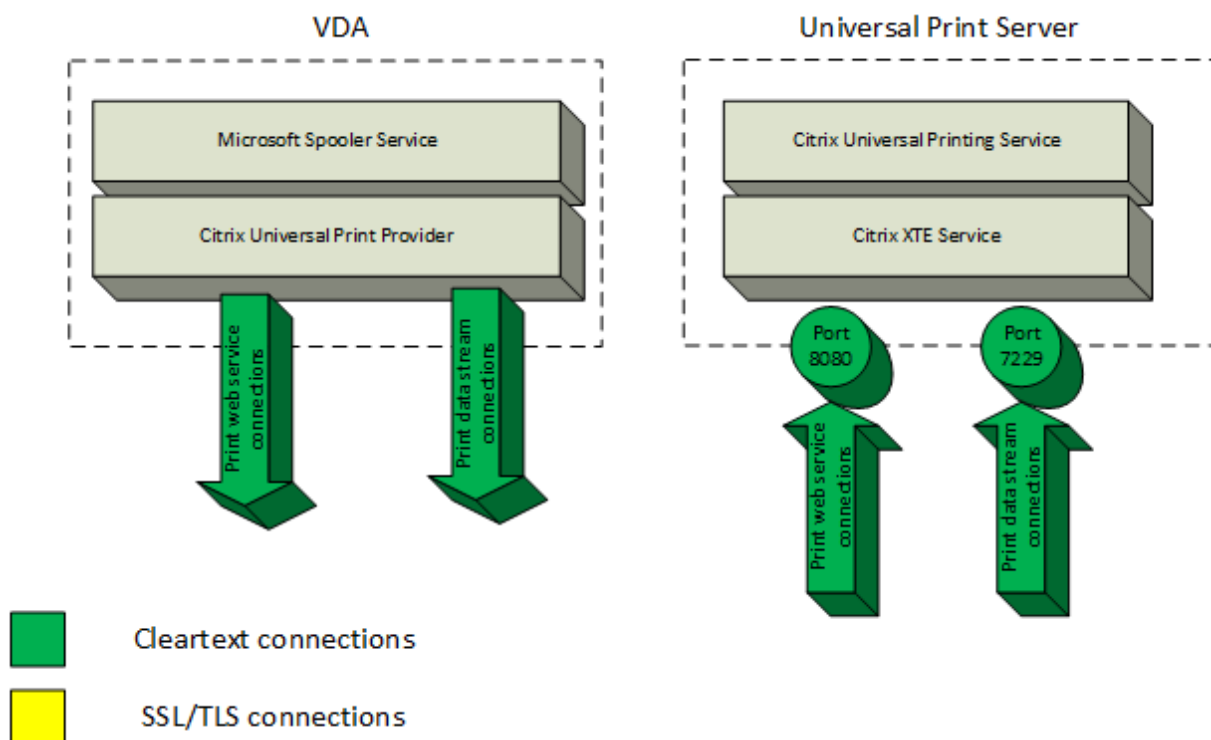 VDA
Universal Print Server
Microsoft Spooler Service
Citrix Universal Print Provider
Citrix Universal Printing Service
Citrix XTE Service
Print web service
connections
Print data stream
connections
Port
8080
Port
7229
Print web service
connections
Print data stream
connections
Cleartext connections
SSL/TLS connections